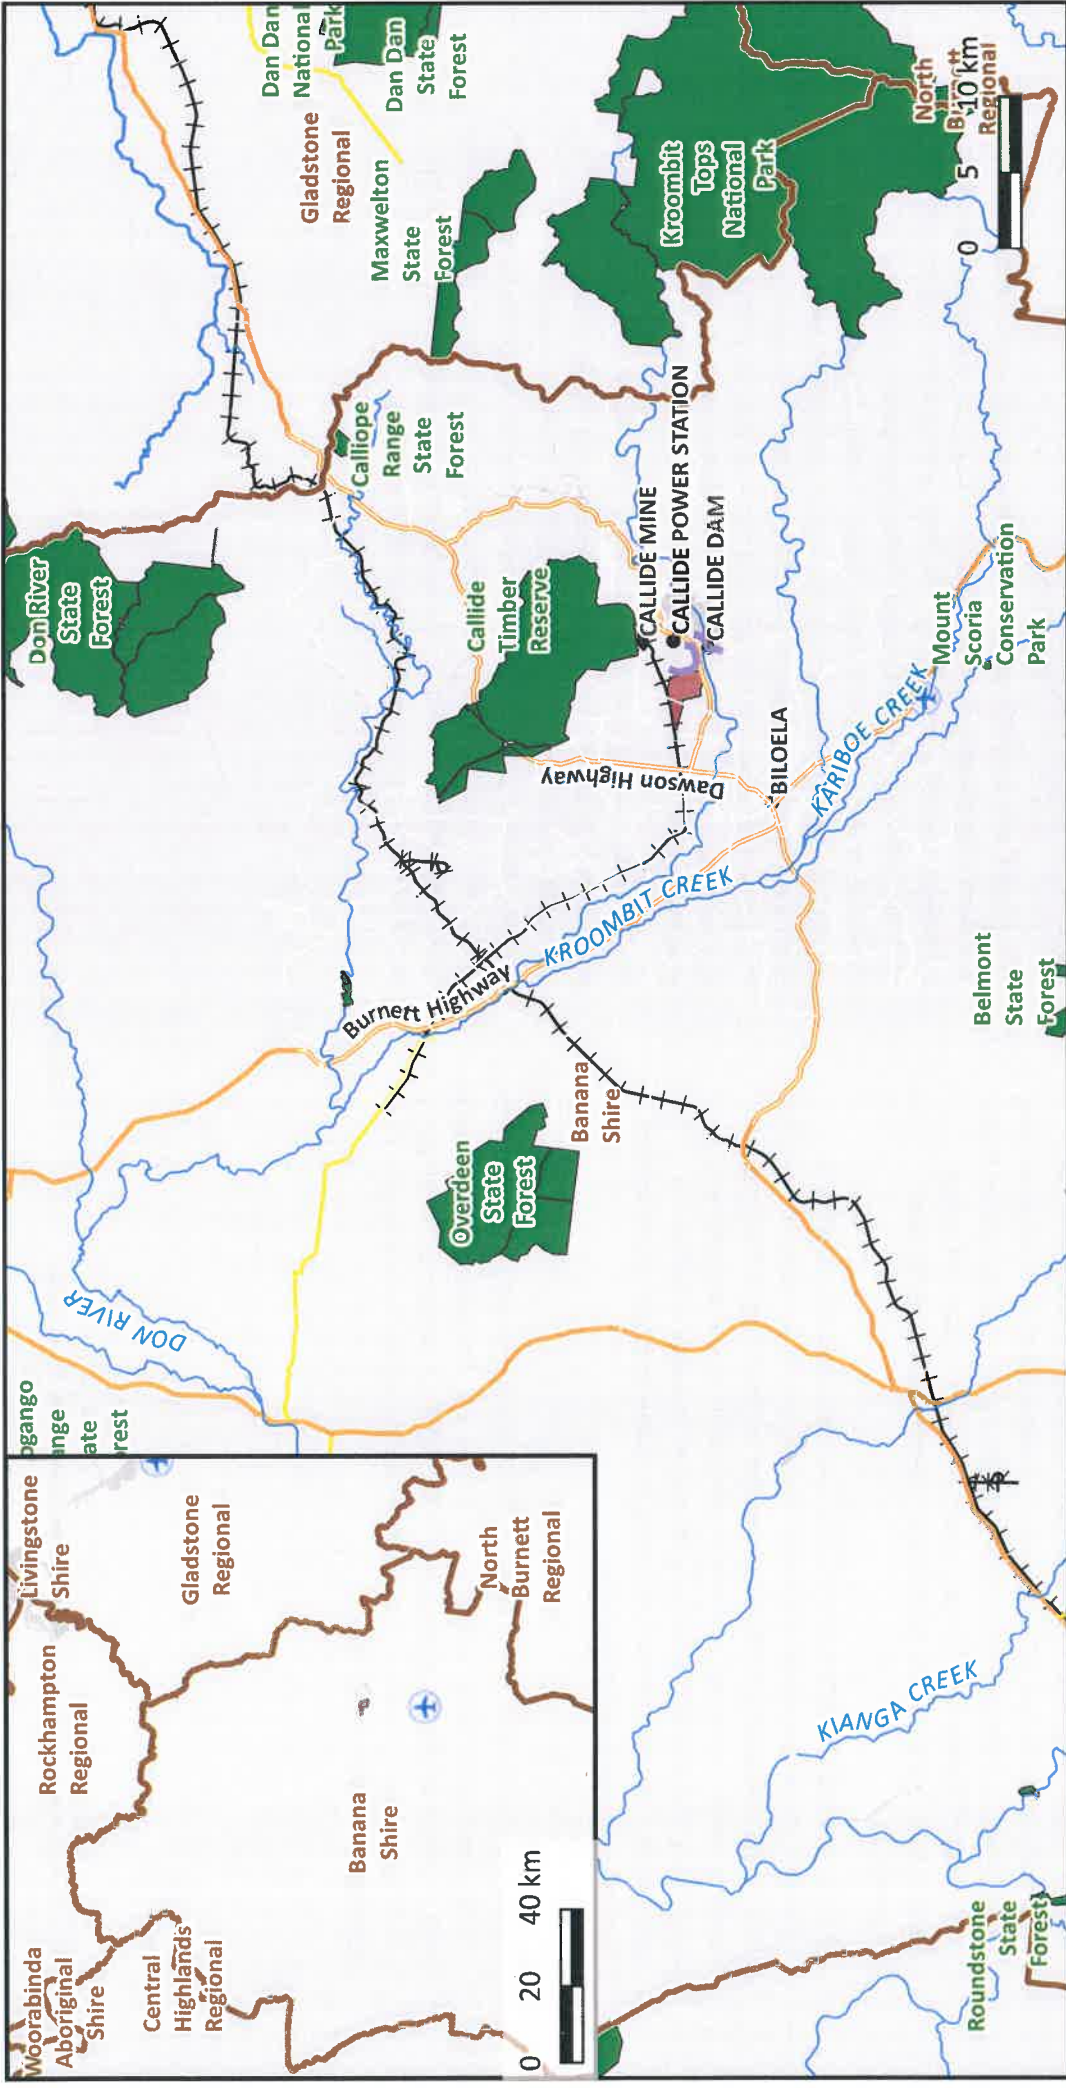 Woorabinda
Aboriginal
Shire
Central
Highlands
Regional
Rockhampton
Regional
Livingstone
Shire
Gladstone
Regional
Banana
Shire
North
Burnett
Regional
0 20 40 km
DON RIVER
Don River
State
Forest
Dan Dan
National
Park
Dan Dan
State
Forest
Gladstone
Regional
Maxwelton
State
Forest
Calliope
Range
State
Forest
Burnett Highway
Overdeen
State
Forest
Banana
Shire
KROOMBIT CREEK
Dawson Highway
Callide
Timber
Reserve
CALLIDE MINE
CALLIDE POWER STATION
CALLIDE DAM
BILOELA
Kroombit
Tops
National
Park
KARIBOE CREEK
Mount
Scoria
Conservation
Park
Belmont
State
Forest
KIANGA CREEK
Roundstone
State
Forest
North
Regional
0 5 10 km